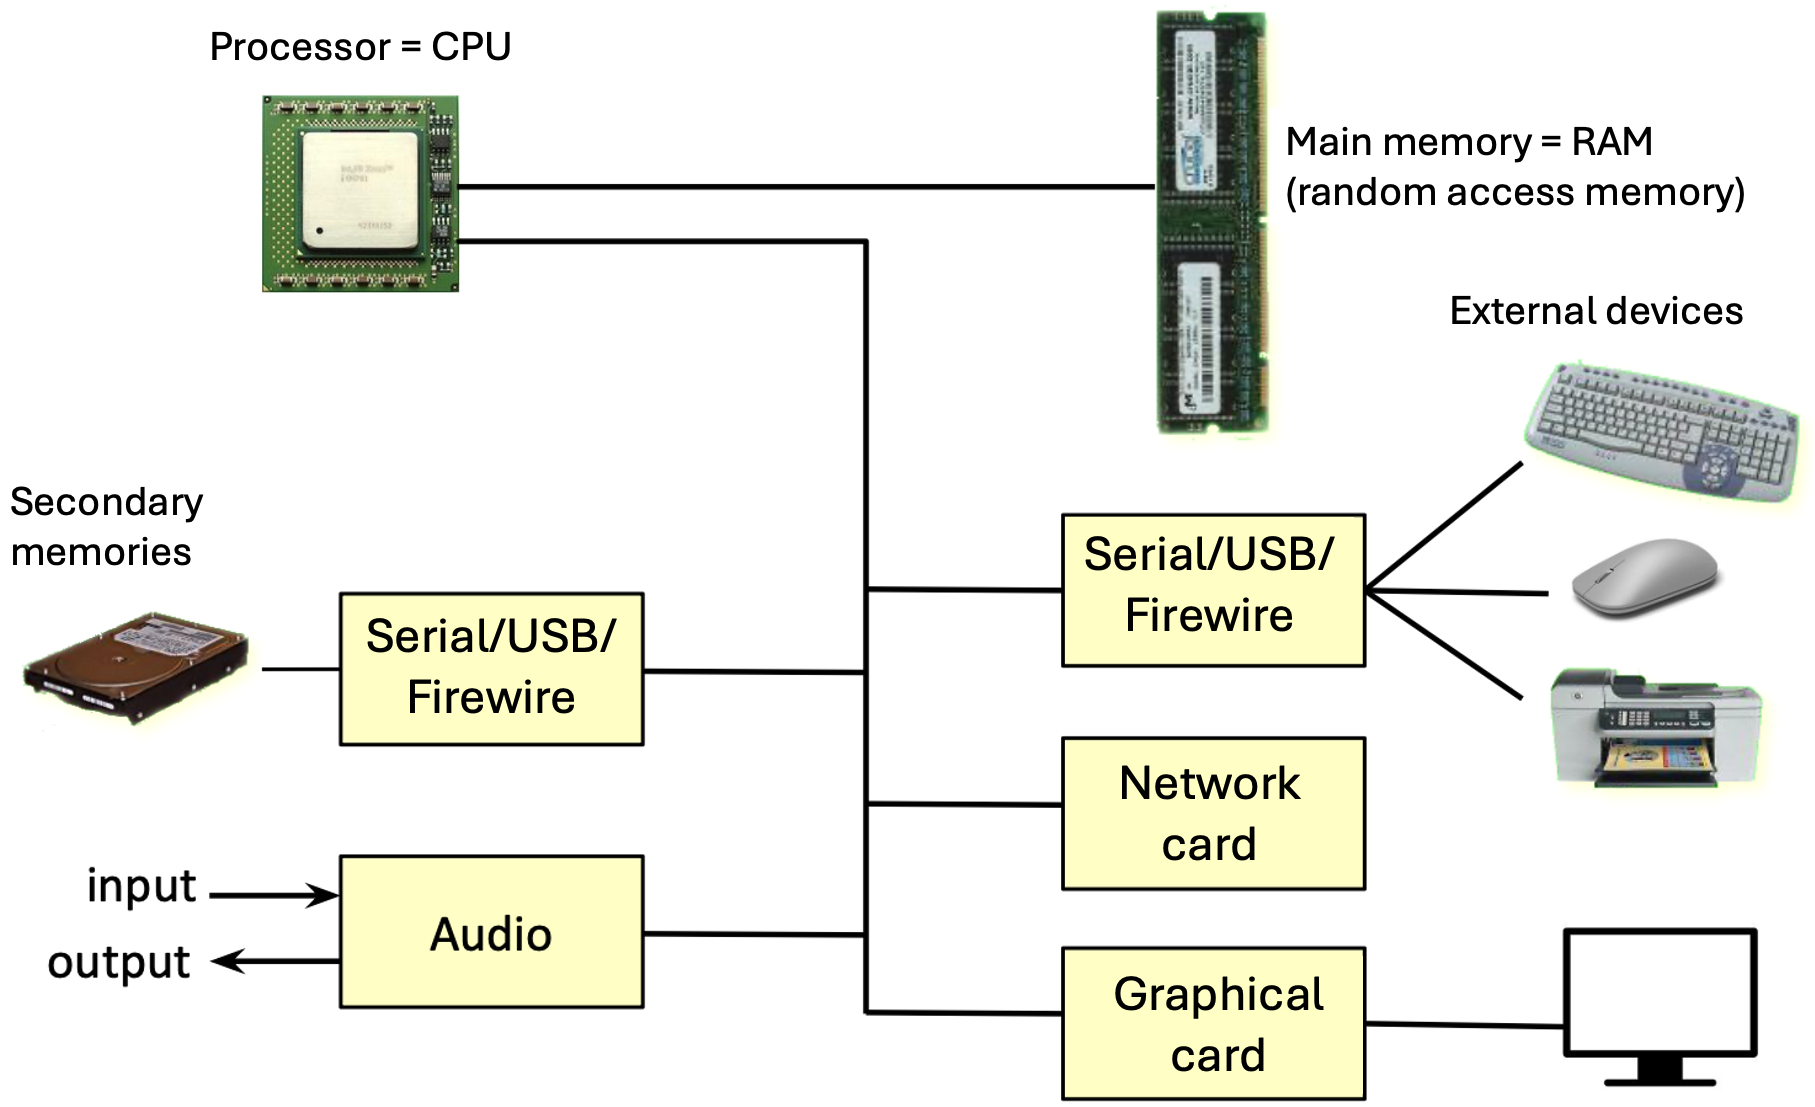 Processor = CPU
Main memory = RAM
(random access memory)
External devices
Secondary
memories
Serial/USB/
Firewire
Serial/USB/
Firewire
Network
card
input
output
Audio
Graphical
card